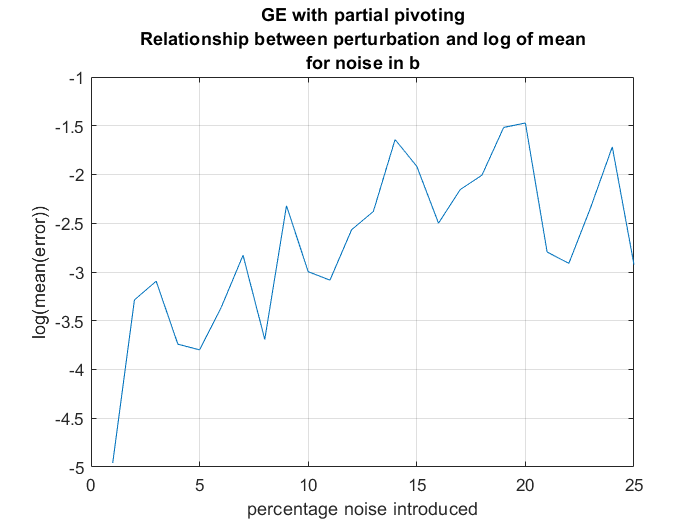 GE with partial pivoting
Relationship between perturbation and log of mean
for noise in b
-1
-1.5
-2
-2.5
-3
-3.5
-4
-4.5
-5
log(mean(error))
0 5 10 15 20 25
percentage noise introduced